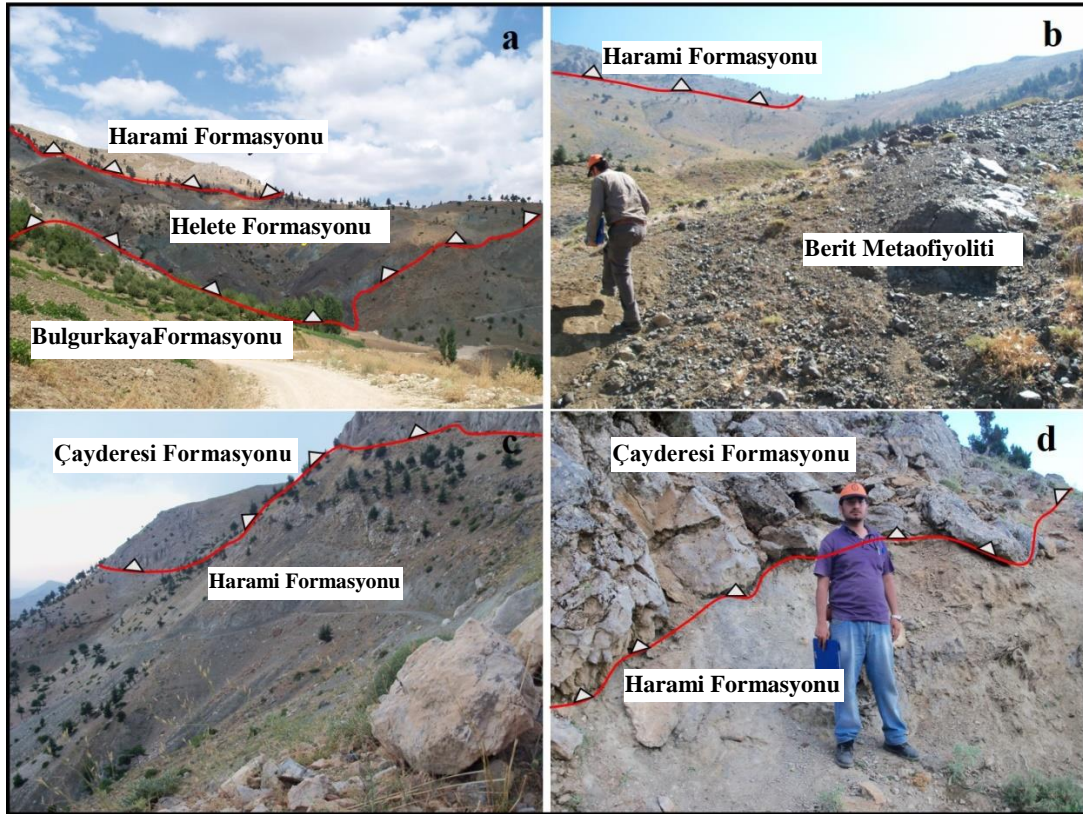 a
Harami Formasyonu
Helete Formasyonu
BulgurkayaFormasyonu
b
Harami Formasyonu
Berit Metaofiyoliti
c
Çayderesi Formasyonu
Harami Formasyonu
d
Çayderesi Formasyonu
Harami Formasyonu